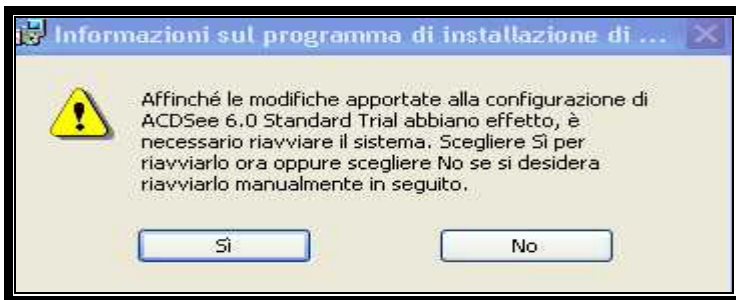 Informazioni sul programma di installazione di ...
Affinché le modifiche apportate alla configurazione di
ACDSee 6.0 Standard Trial abbiano effetto, è
necessario riavviare il sistema. Scegliere Sì per
riavviarlo ora oppure scegliere No se si desidera
riavviarlo manualmente in seguito.
Sì
No